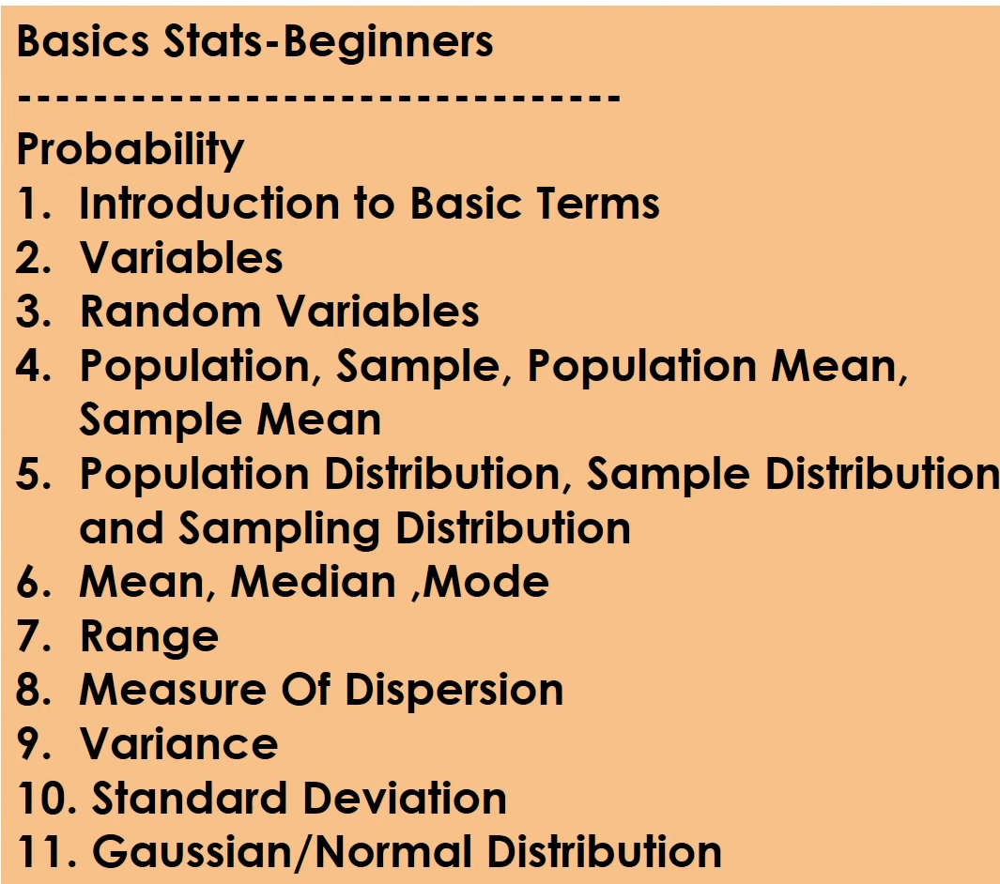 Basics Stats-Beginners
--------------------------------
Probability
1. Introduction to Basic Terms
2. Variables
3. Random Variables
4. Population, Sample, Population Mean,
Sample Mean
5. Population Distribution, Sample Distribution
and Sampling Distribution
6. Mean, Median ,Mode
7. Range
8. Measure Of Dispersion
9. Variance
10. Standard Deviation
11. Gaussian/Normal Distribution